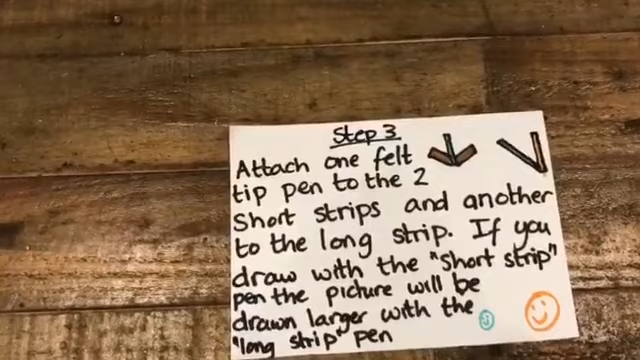 Step 3
Attach one felt
tip pen to the 2
short strips and another
to the long strip. If you
draw with the "short strip"
pen the picture will be
drawn larger with the
"long strip" pen